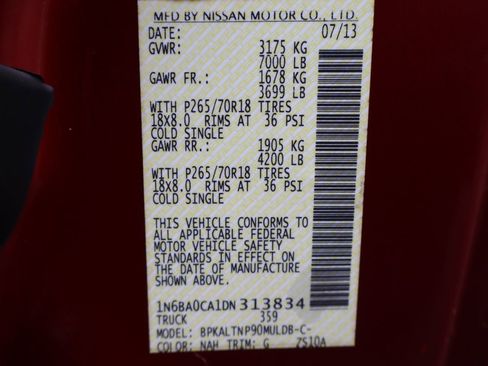 MFD BY NISSAN MOTOR CO., LTD.
DATE: 07/13
GVWR: 3175 KG
7000 LB
GAWR FR.: 1678 KG
3699 LB
WITH P265/70R18 TIRES
18x8.0 RIMS AT 36 PSI
COLD SINGLE
GAWR RR.: 1905 KG
4200 LB
WITH P265/70R18 TIRES
18x8.0 RIMS AT 36 PSI
COLD SINGLE
THIS VEHICLE CONFORMS TO
ALL APPLICABLE FEDERAL
MOTOR VEHICLE SAFETY
STANDARDS IN EFFECT ON
THE DATE OF MANUFACTURE
SHOWN ABOVE.
1N6BA0CA1DN313834
TRUCK 359
MODEL: BPKALTNP90MULDB-C-
COLOR: NAH TRIM: G 7S10A